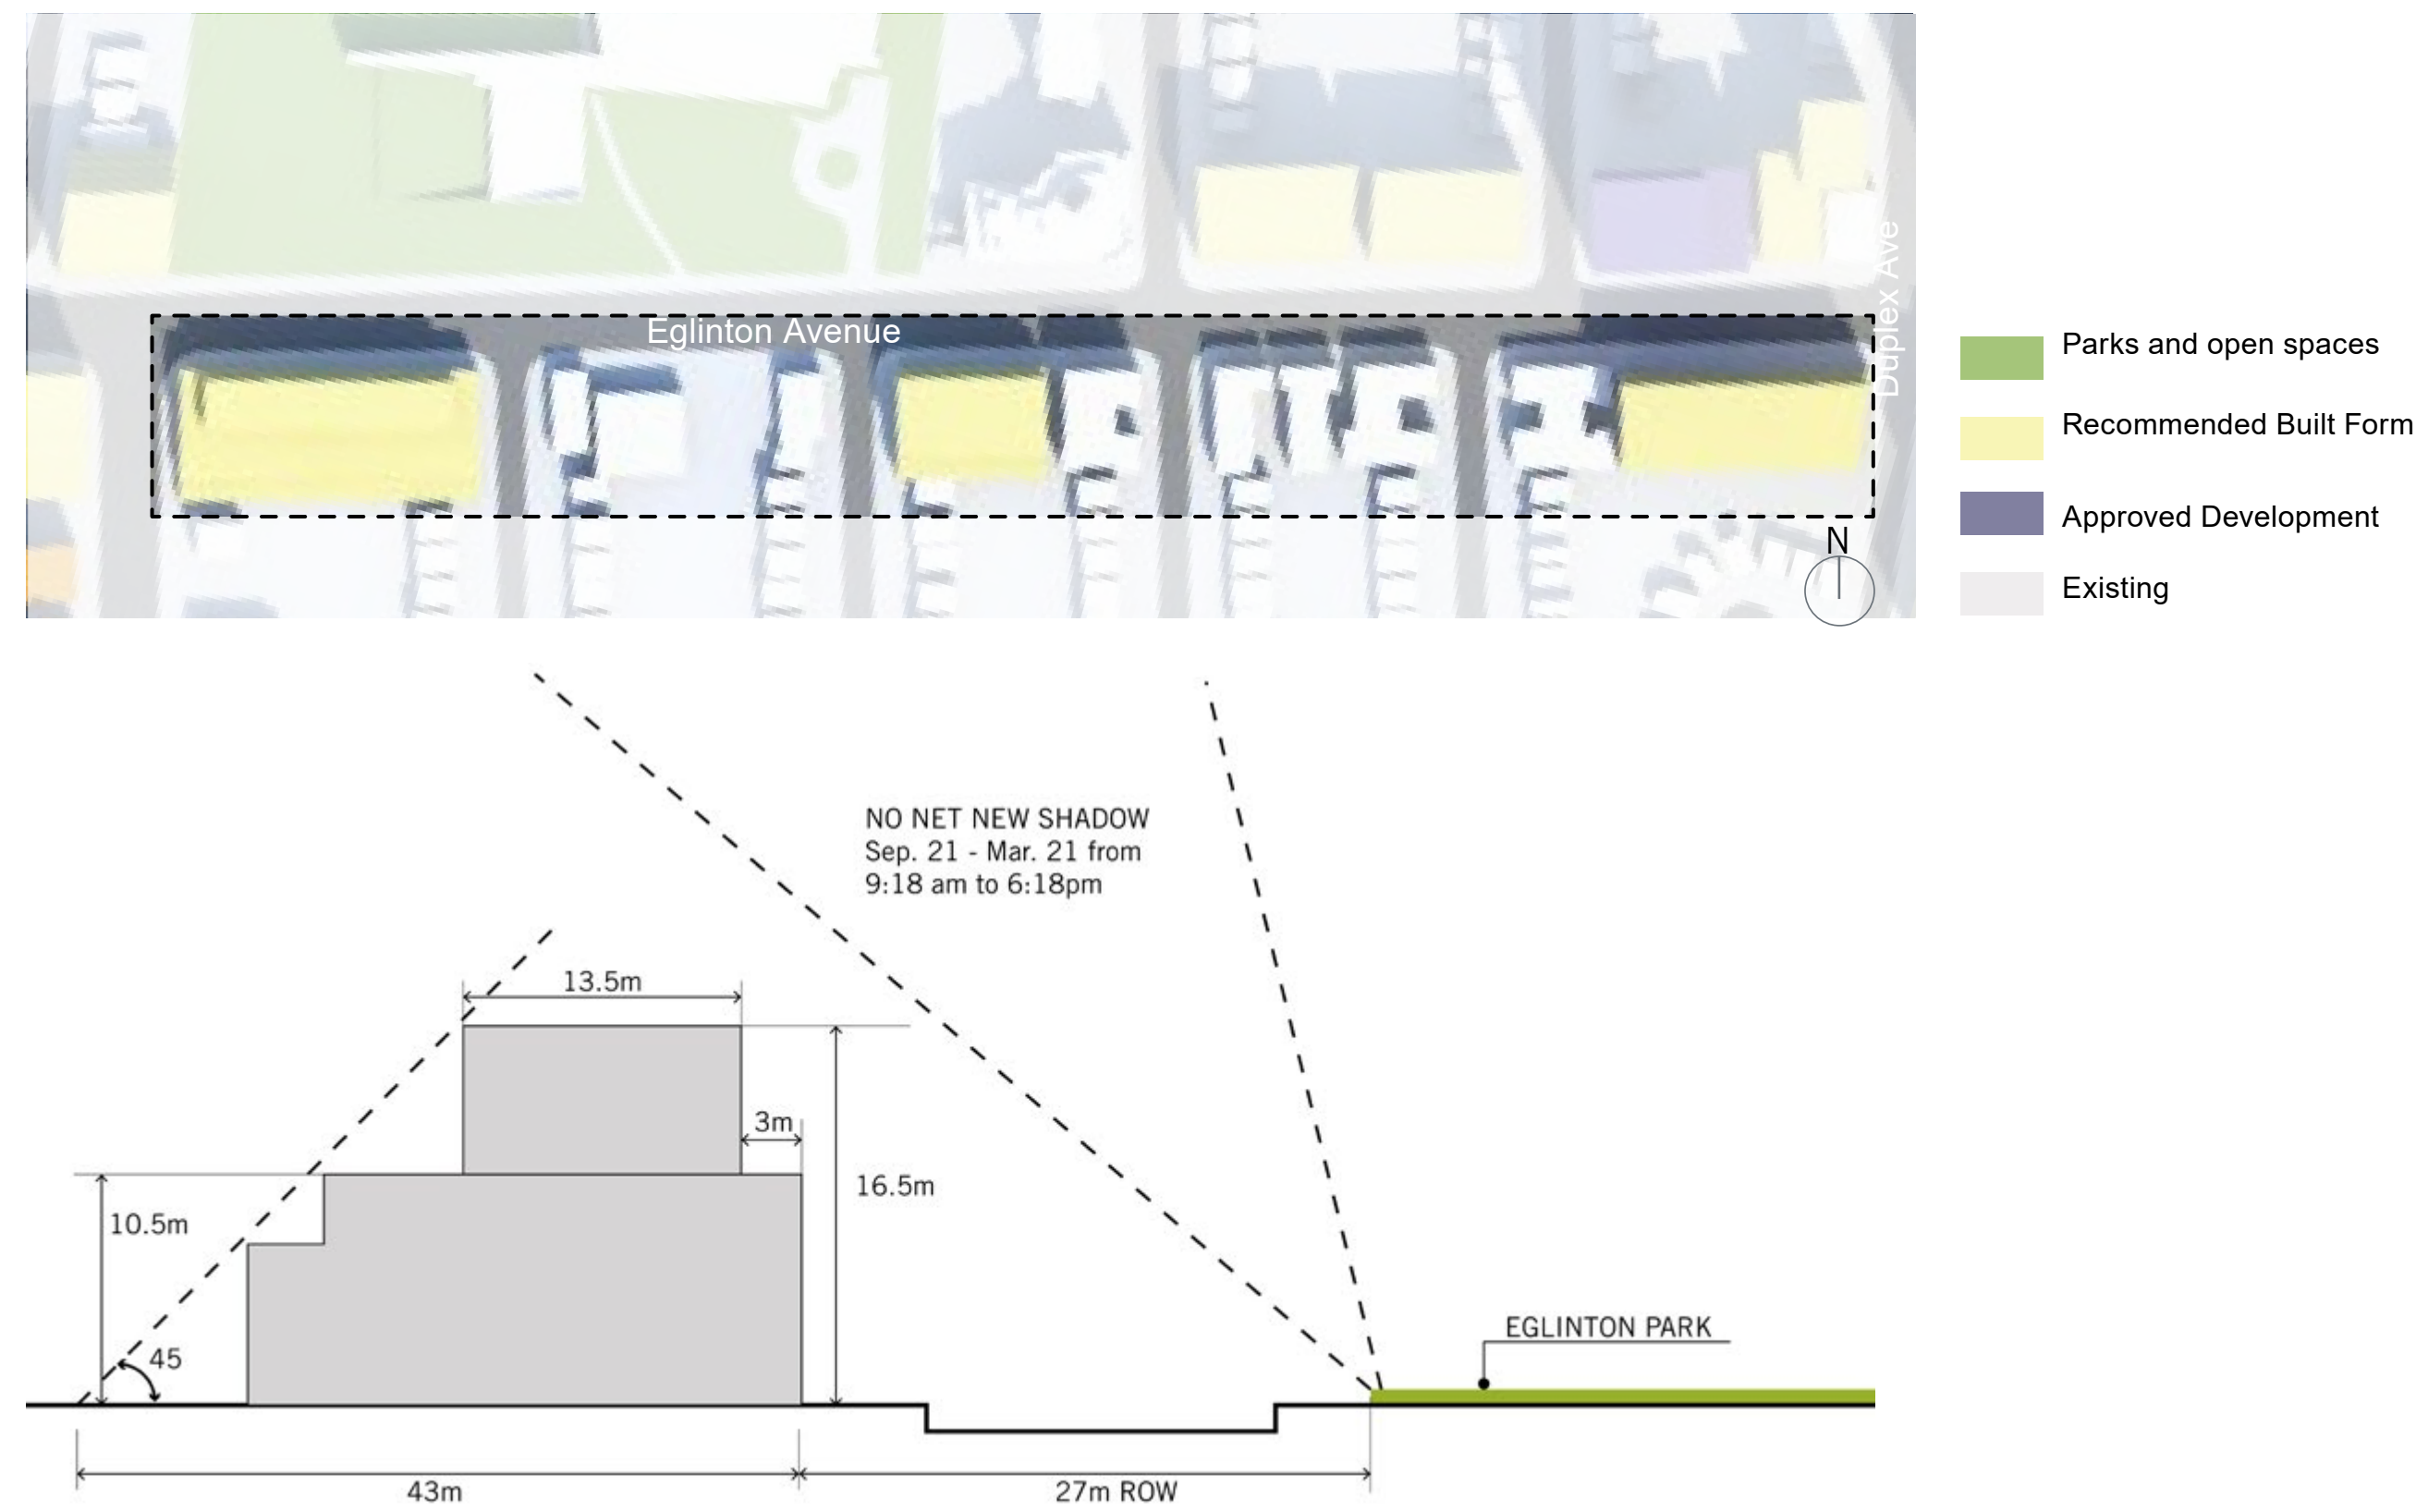 Eglinton Avenue
Duplex Ave
N
Parks and open spaces
Recommended Built Form
Approved Development
Existing
NO NET NEW SHADOW
Sep. 21 - Mar. 21 from
9:18 am to 6:18pm
13.5m
3m
16.5m
10.5m
45
EGLINTON PARK
43m
27m ROW